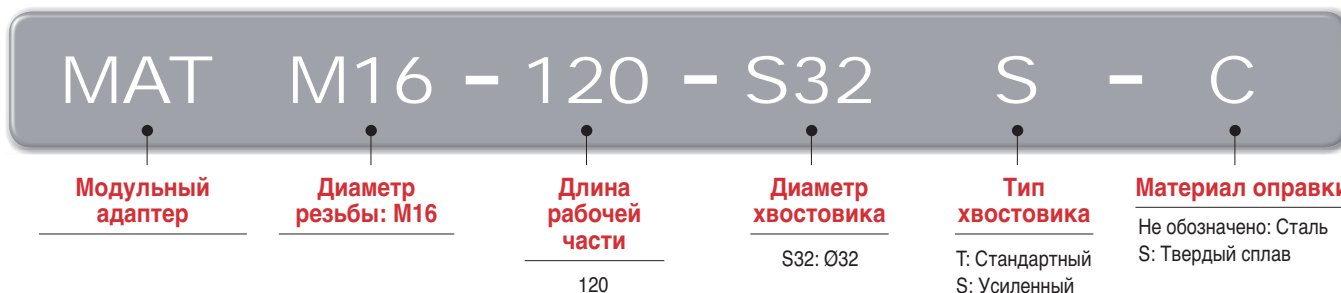 MAT M16 - 120 - S32 S - C
Модульный
адаптер
Диаметр
резьбы: M16
Длина
рабочей
части
120
Диаметр
хвостовика
S32: Ø32
Тип
хвостовика
T: Стандартный
S: Усиленный
Материал оправки
Не обозначено: Сталь
S: Твердый сплав